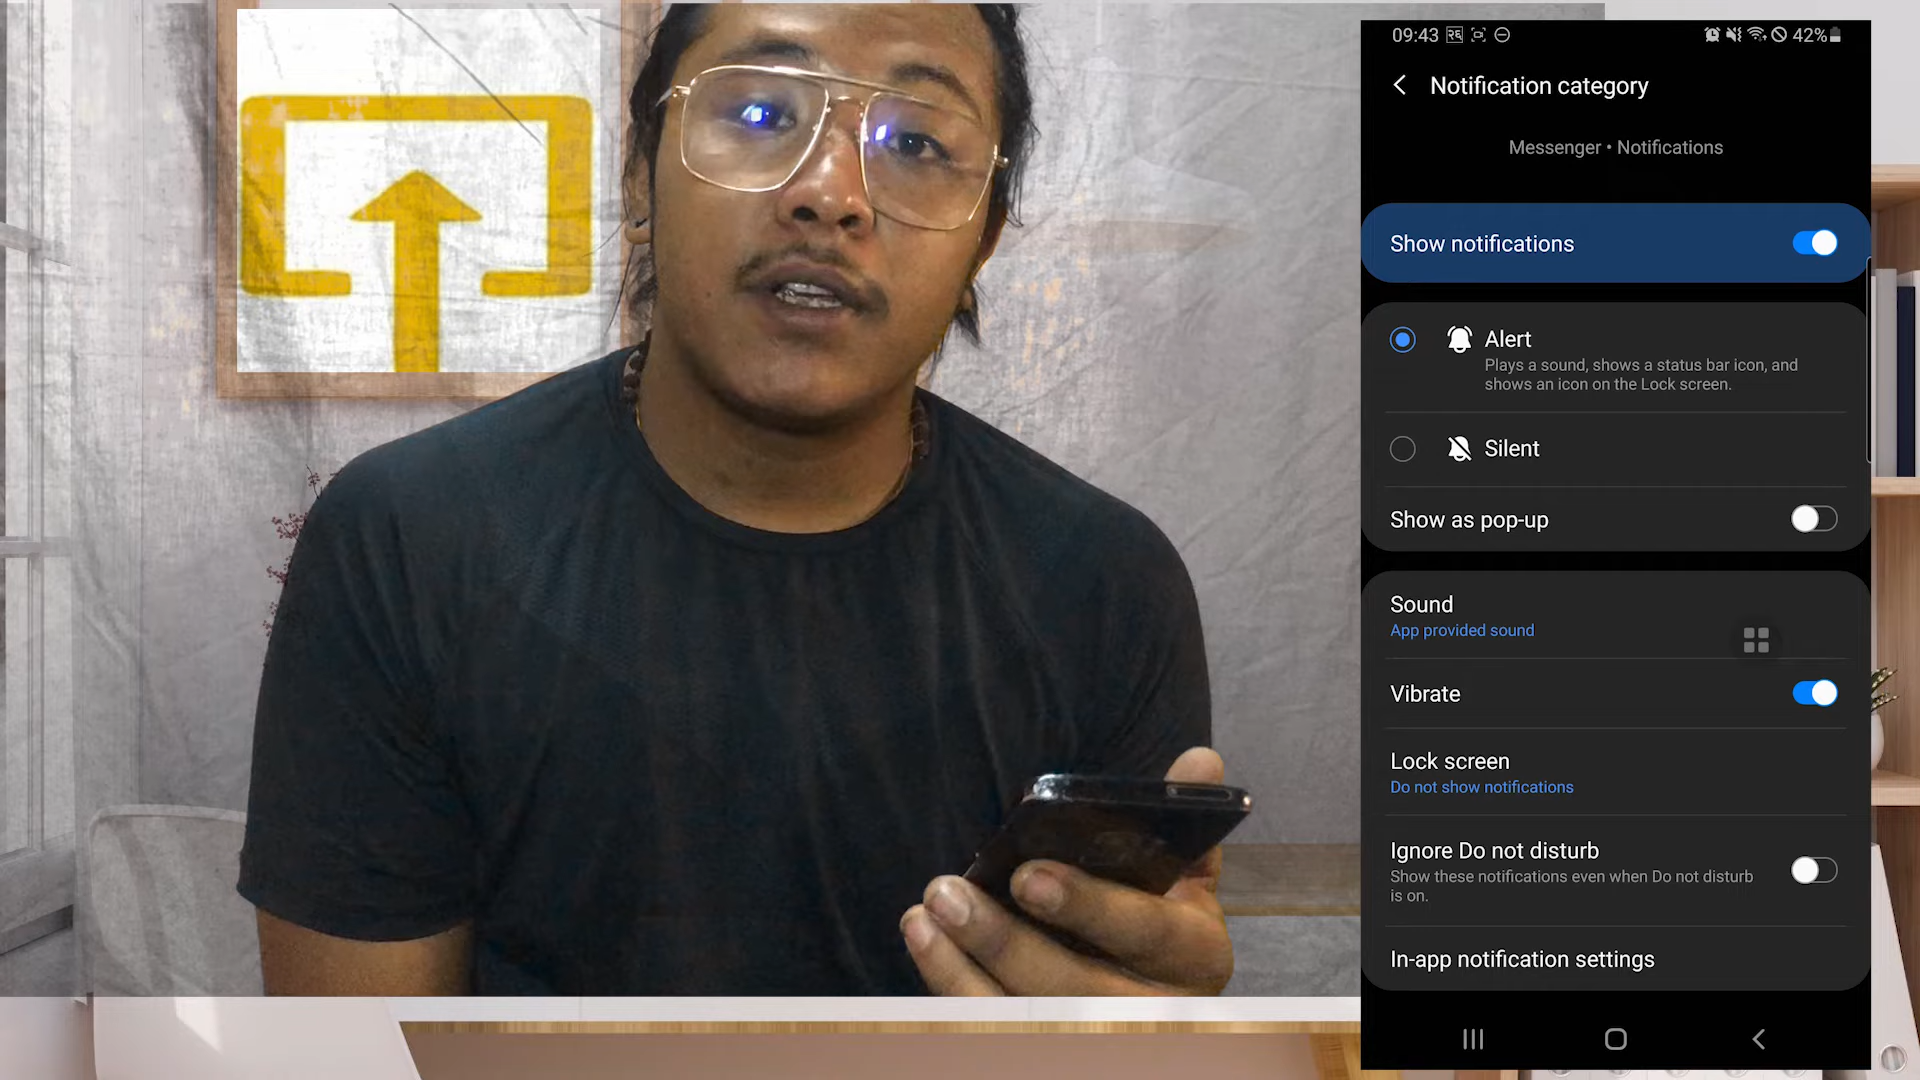 09:43 २६ 42%
Notification category
Messenger • Notifications
Show notifications
Alert
Plays a sound, shows a status bar icon, and
shows an icon on the Lock screen.
Silent
Show as pop-up
Sound
App provided sound
Vibrate
Lock screen
Do not show notifications
Ignore Do not disturb
Show these notifications even when Do not disturb
is on.
In-app notification settings